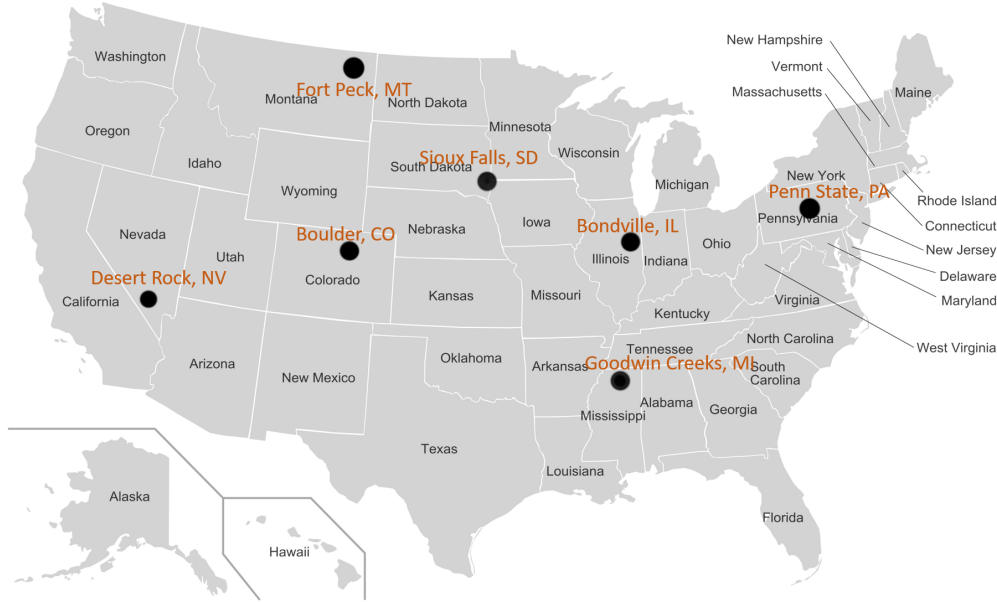 New Hampshire
Washington
Vermont
Fort Peck, MT
Massachusetts
Maine
Montana
North Dakota
Oregon
Minnesota
Sioux Falls, SD
Wisconsin
Idaho
South Dakota
New York
Michigan
Penn State, PA
Wyoming
Rhode Island
Pennsylvania
Iowa
Bondville, IL
Connecticut
Nebraska
Boulder, CO
Nevada
Ohio
New Jersey
Utah
Illinois
Indiana
Desert Rock, NV
Colorado
Delaware
California
Kansas
Missouri
Virginia
Maryland
Kentucky
North Carolina
Tennessee
West Virginia
Oklahoma
Arizona
Arkansas
Goodwin Creeks, MI
South
Carolina
New Mexico
Alabama
Georgia
Mississippi
Texas
Louisiana
Alaska
Florida
Hawaii